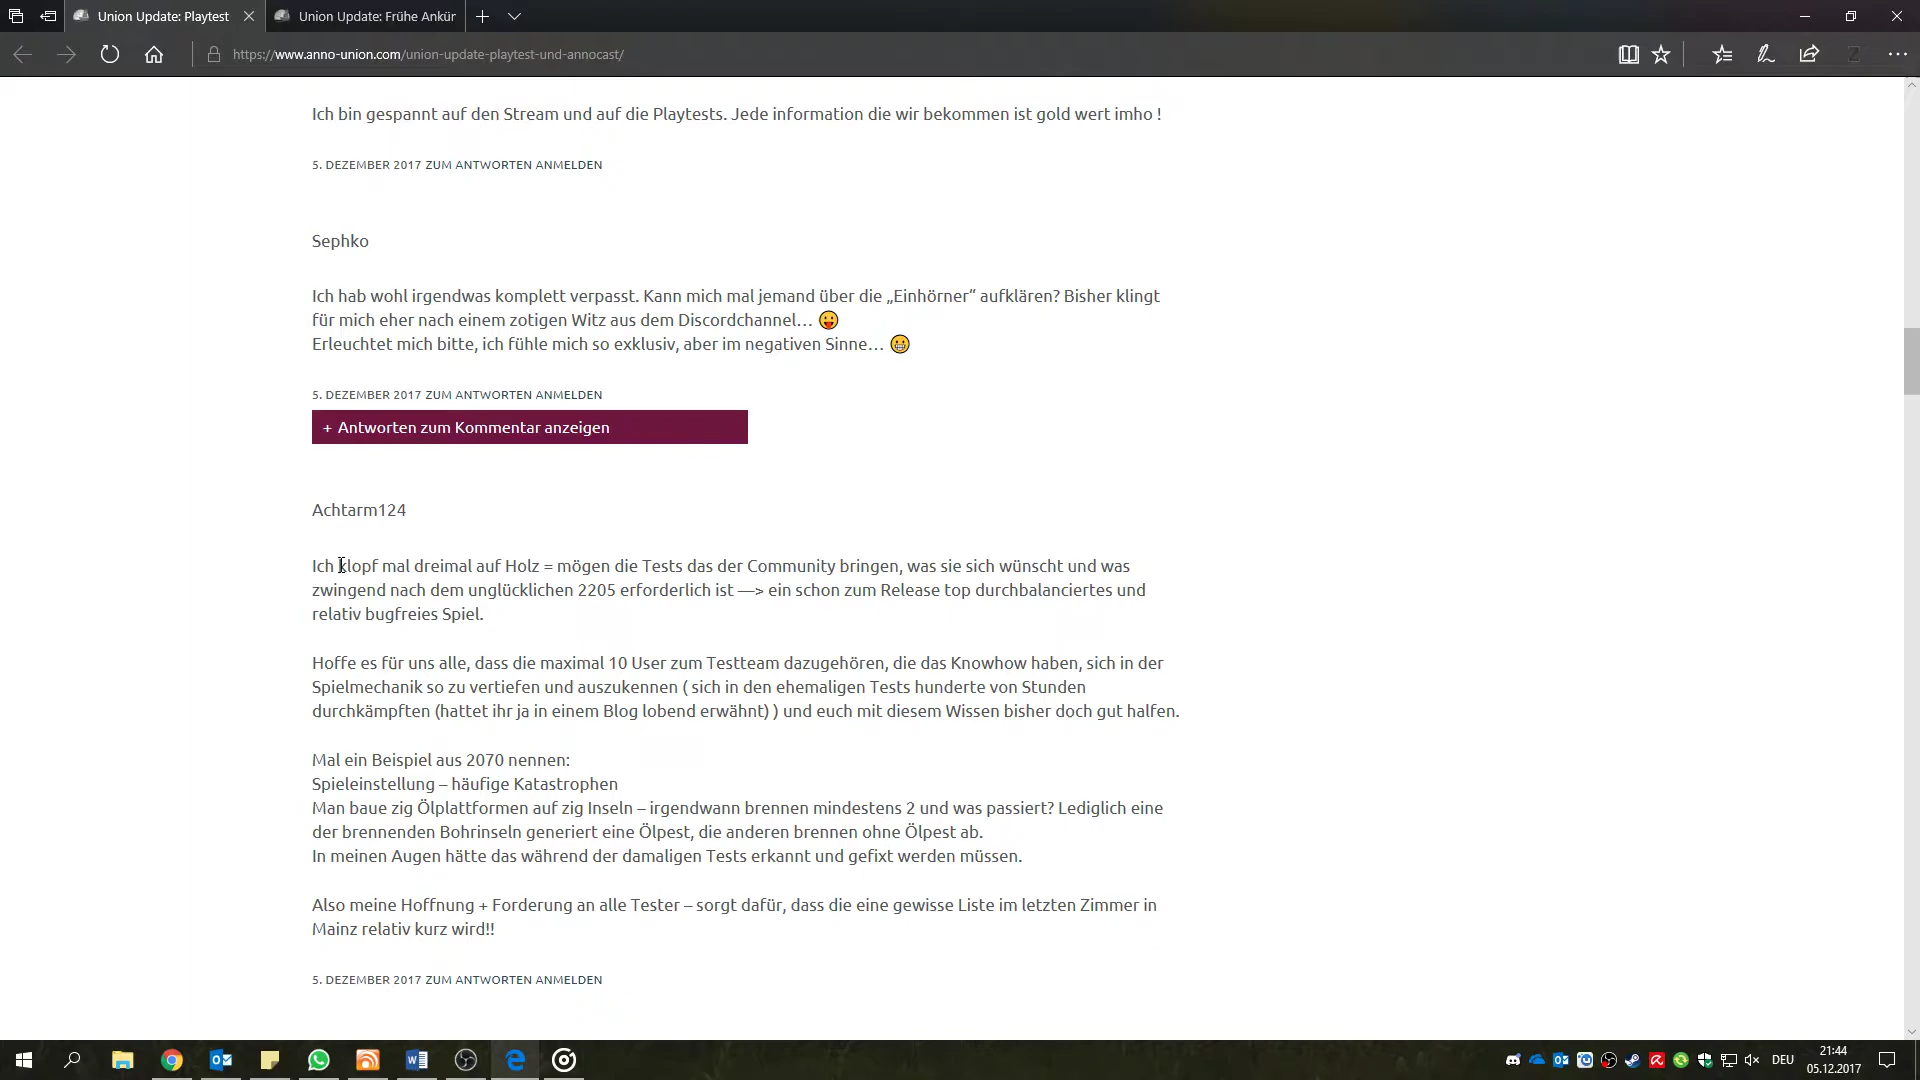 Union Update: Playtest
Union Update: Frühe Ankür
https://www.anno-union.com/union-update-playtest-und-annocast/
Ich bin gespannt auf den Stream und auf die Playtests. Jede information die wir bekommen ist gold wert imho !
5. DEZEMBER 2017 ZUM ANTWORTEN ANMELDEN
Sephko
Ich hab wohl irgendwas komplett verpasst. Kann mich mal jemand über die „Einhörner“ aufklären? Bisher klingt
für mich eher nach einem zotigen Witz aus dem Discordchannel… 😛
Erleuchtet mich bitte, ich fühle mich so exklusiv, aber im negativen Sinne… 😀
5. DEZEMBER 2017 ZUM ANTWORTEN ANMELDEN
+ Antworten zum Kommentar anzeigen
Achtarm124
Ich klopf mal dreimal auf Holz = mögen die Tests das der Community bringen, was sie sich wünscht und was
zwingend nach dem unglücklichen 2205 erforderlich ist —> ein schon zum Release top durchbalanciertes und
relativ bugfreies Spiel.
Hoffe es für uns alle, dass die maximal 10 User zum Testteam dazugehören, die das Knowhow haben, sich in der
Spielmechanik so zu vertiefen und auszukennen ( sich in den ehemaligen Tests hunderte von Stunden
durchkämpften (hattet ihr ja in einem Blog lobend erwähnt) ) und euch mit diesem Wissen bisher doch gut halfen.
Mal ein Beispiel aus 2070 nennen:
Spieleinstellung – häufige Katastrophen
Man baue zig Ölplattformen auf zig Inseln – irgendwann brennen mindestens 2 und was passiert? Lediglich eine
der brennenden Bohrinseln generiert eine Ölpest, die anderen brennen ohne Ölpest ab.
In meinen Augen hätte das während der damaligen Tests erkannt und gefixt werden müssen.
Also meine Hoffnung + Forderung an alle Tester – sorgt dafür, dass die eine gewisse Liste im letzten Zimmer in
Mainz relativ kurz wird!!
5. DEZEMBER 2017 ZUM ANTWORTEN ANMELDEN
DEU
21:44
05.12.2017